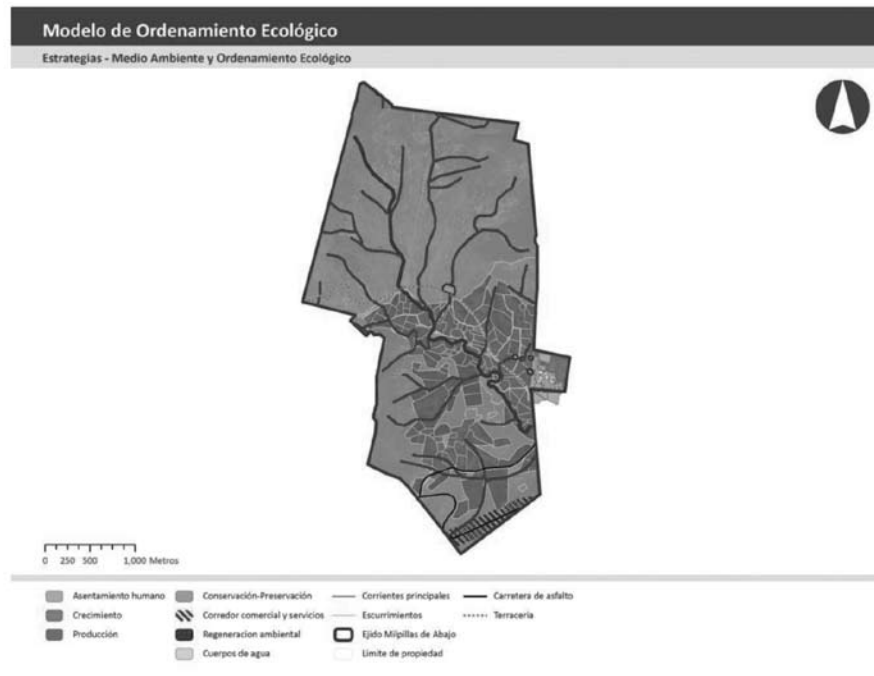 Modelo de Ordenamiento Ecológico
Estrategias - Medio Ambiente y Ordenamiento Ecológico
0 250 500 1,000 Metros
Asentamiento humano
Crecimiento
Producción
Conservación-Preservación
Corredor comercial y servicios
Regeneracion ambiental
Cuerpos de agua
Corrientes principales
Escurrimientos
Ejido Milpillas de Abajo
Limite de propiedad
Carretera de asfalto
Terracería